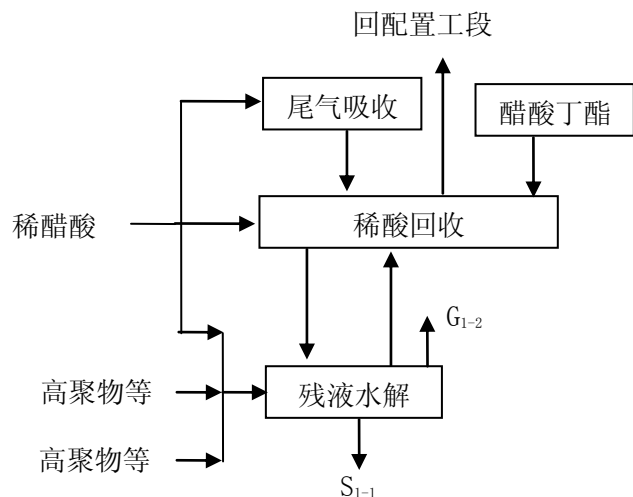 回配置工段
尾气吸收
醋酸丁酯
稀醋酸
稀酸回收
G₁₋₂
高聚物等
残液水解
高聚物等
S₁₋₁